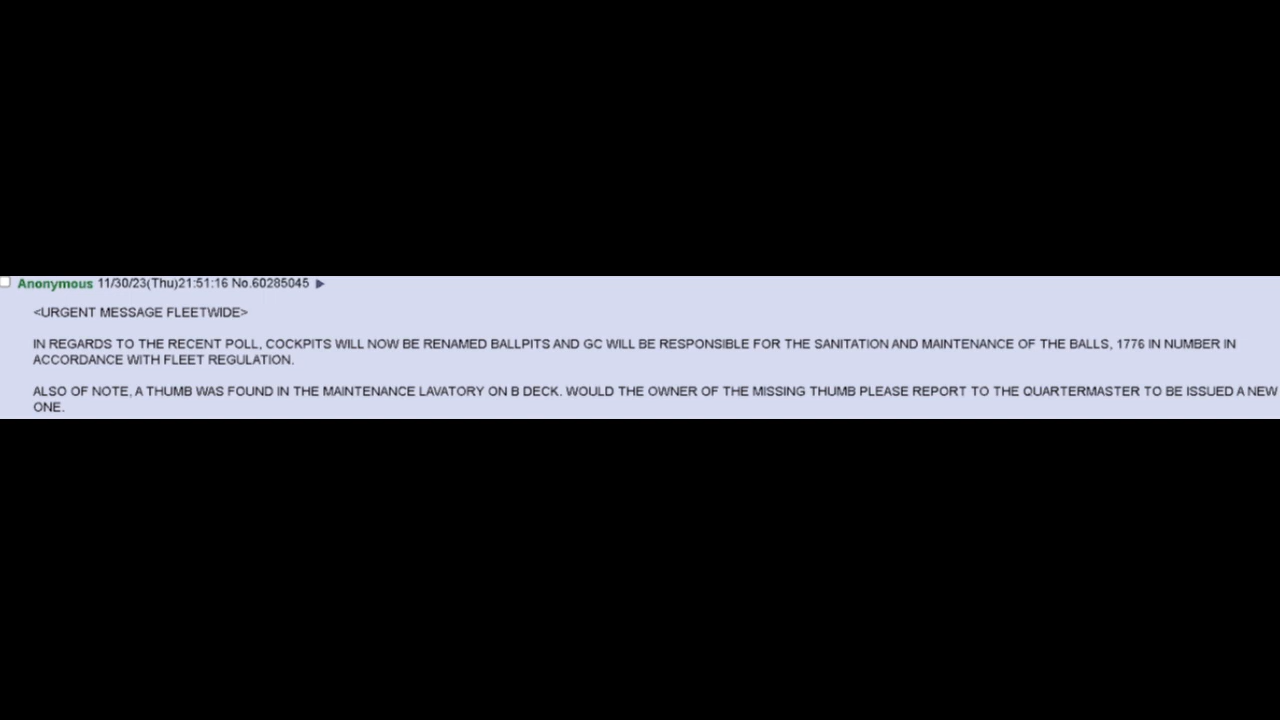 Anonymous 11/30/23(Thu)21:51:16 No.60285045 ▶
<URGENT MESSAGE FLEETWIDE>
IN REGARDS TO THE RECENT POLL, COCKPITS WILL NOW BE RENAMED BALLPITS AND GC WILL BE RESPONSIBLE FOR THE SANITATION AND MAINTENANCE OF THE BALLS, 1776 IN NUMBER IN
ACCORDANCE WITH FLEET REGULATION.
ALSO OF NOTE, A THUMB WAS FOUND IN THE MAINTENANCE LAVATORY ON B DECK. WOULD THE OWNER OF THE MISSING THUMB PLEASE REPORT TO THE QUARTERMASTER TO BE ISSUED A NEW
ONE.